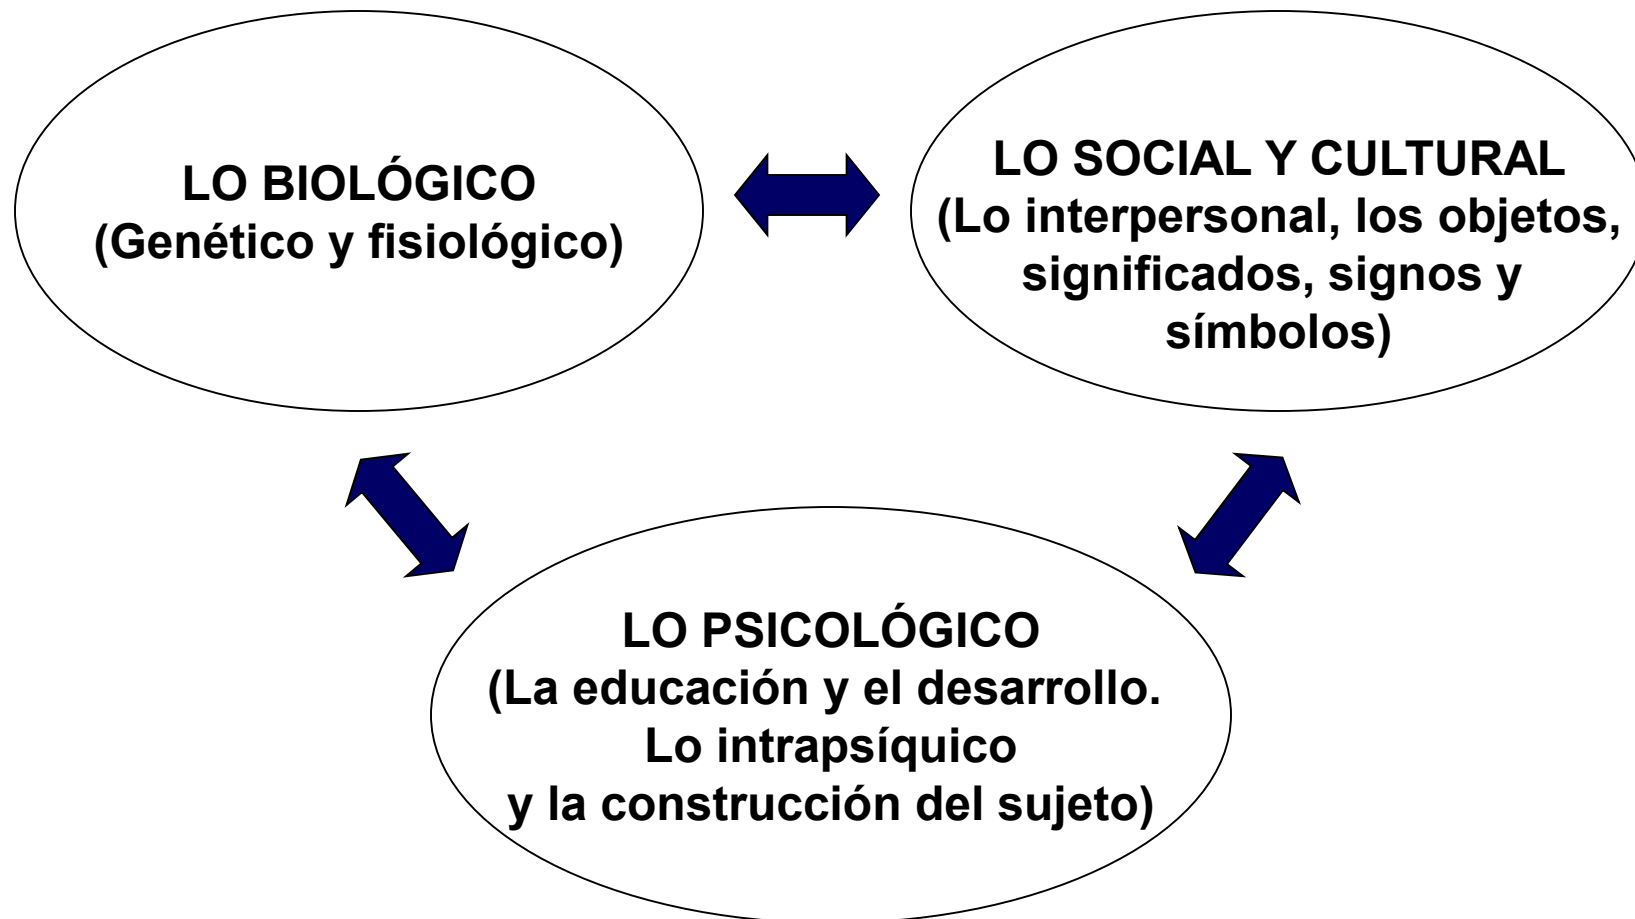 LO BIOLÓGICO
(Genético y fisiológico)
LO SOCIAL Y CULTURAL
(Lo interpersonal, los objetos,
significados, signos y
símbolos)
LO PSICOLÓGICO
(La educación y el desarrollo.
Lo intrapsíquico
y la construcción del sujeto)